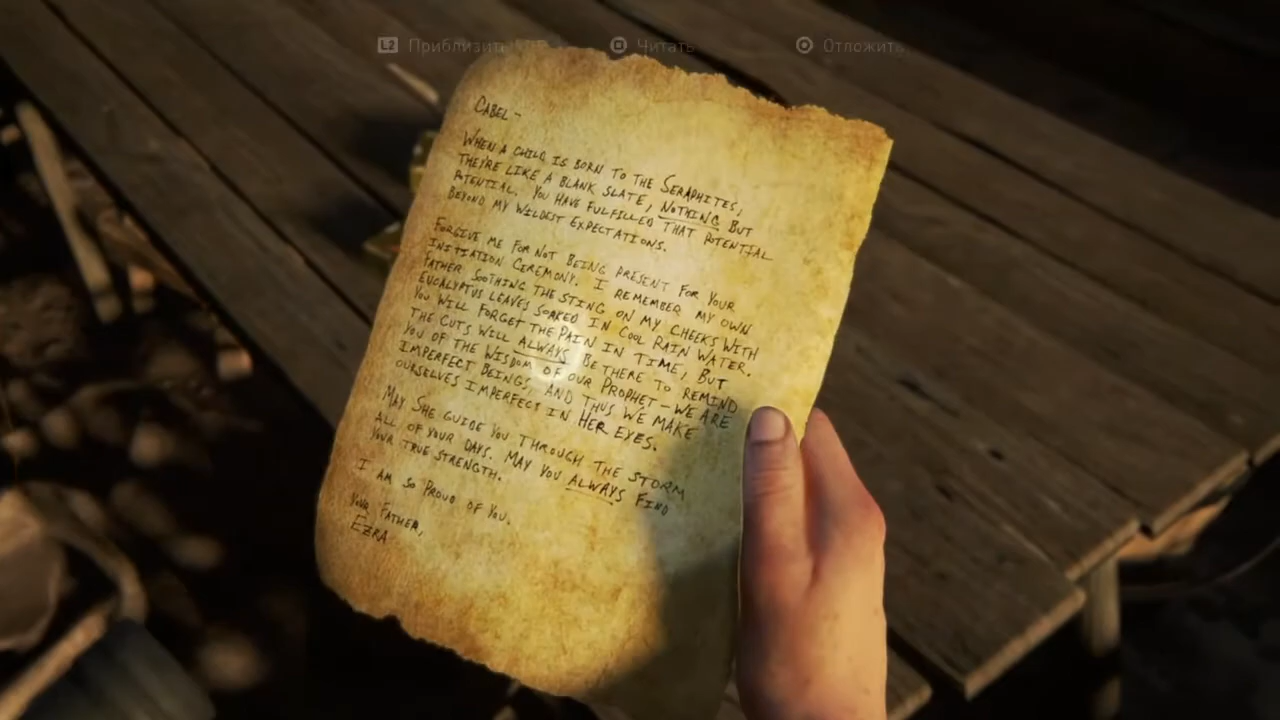 L2 Приблизить
Читать
Отложить
CABEL -
WHEN A CHILD IS BORN TO THE SERAPHITES,
THEY'RE LIKE A BLANK SLATE, NOTHING BUT
POTENTIAL. YOU HAVE FULFILLED THAT POTENTIAL
BEYOND MY WILDEST EXPECTATIONS.
FORGIVE ME FOR NOT BEING PRESENT FOR YOUR
INITIATION CEREMONY. I REMEMBER MY OWN
FATHER SOOTHING THE STING ON MY CHEEKS WITH
EUCALYPTUS LEAVES SOAKED IN COOL RAIN WATER.
YOU WILL FORGET THE PAIN IN TIME, BUT
THE CUTS WILL ALWAYS BE THERE TO REMIND
YOU OF THE WISDOM OF OUR PROPHET - WE ARE
IMPERFECT BEINGS, AND THUS WE MAKE
OURSELVES IMPERFECT IN HER EYES.
MAY SHE GUIDE YOU THROUGH THE STORM
ALL OF YOUR DAYS. MAY YOU ALWAYS FIND
YOUR TRUE STRENGTH.
I AM SO PROUD OF YOU.
YOUR FATHER,
EZRA